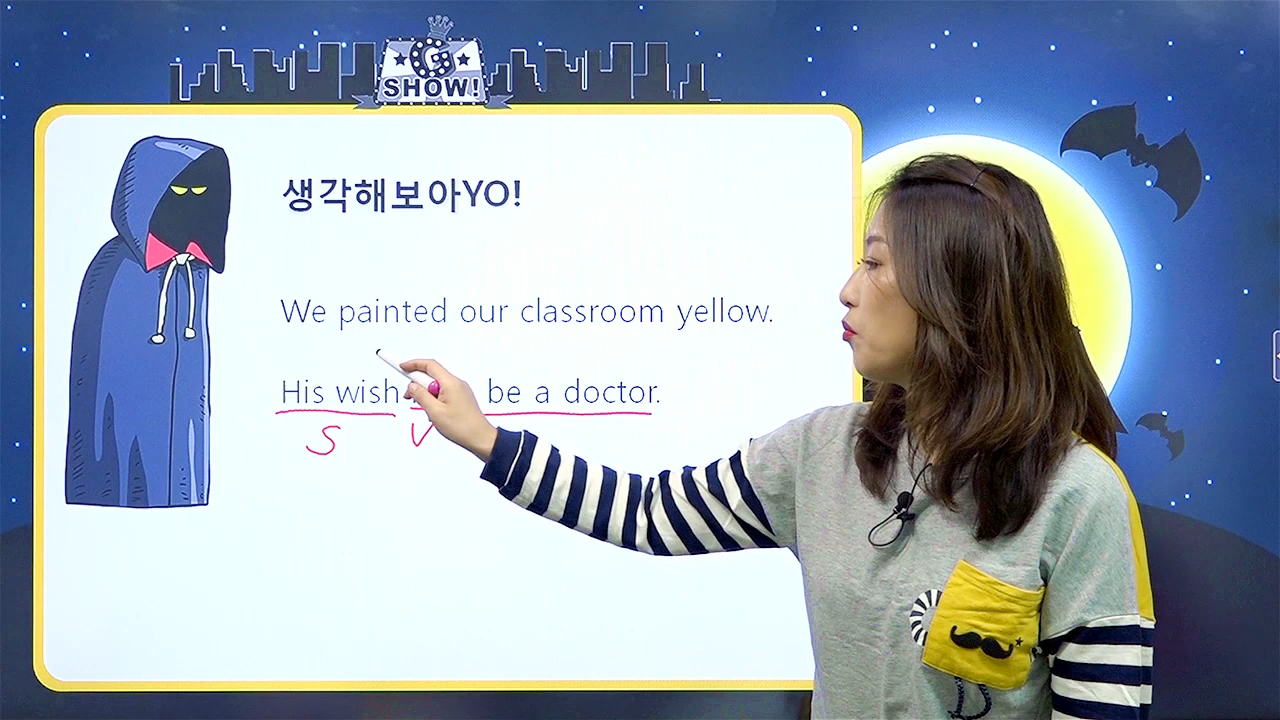 G
SHOW!
생각해보아YO!
We painted our classroom yellow.
His wish be a doctor.
S V